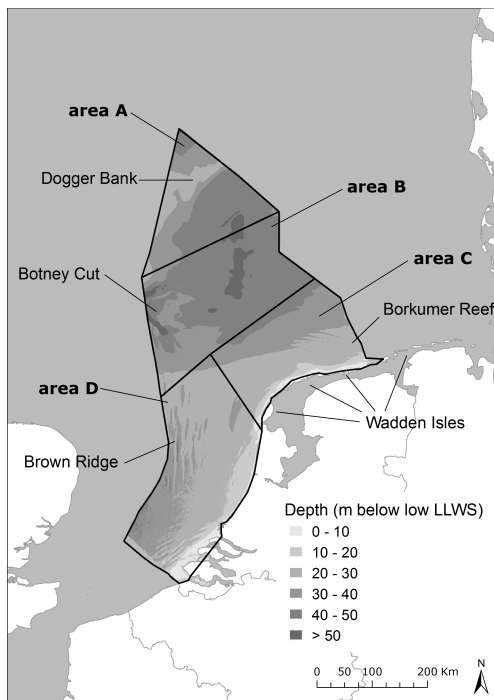 area A
Dogger Bank
area B
area C
Botney Cut
Borkumer Reef
area D
Wadden Isles
Brown Ridge
Depth (m below low LLWS)
0 - 10
10 - 20
20 - 30
30 - 40
40 - 50
> 50
N
0 50 100 200 Km